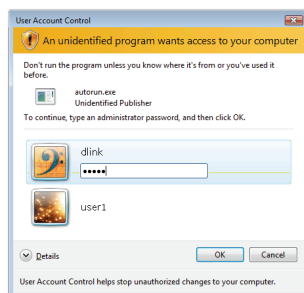 User Account Control
An unidentified program wants access to your computer
Don't run the program unless you know where it's from or you've used it
before.
autorun.exe
Unidentified Publisher
To continue, type an administrator password, and then click OK.
dlink
•••••
user1
Details
OK
Cancel
User Account Control helps stop unauthorized changes to your computer.